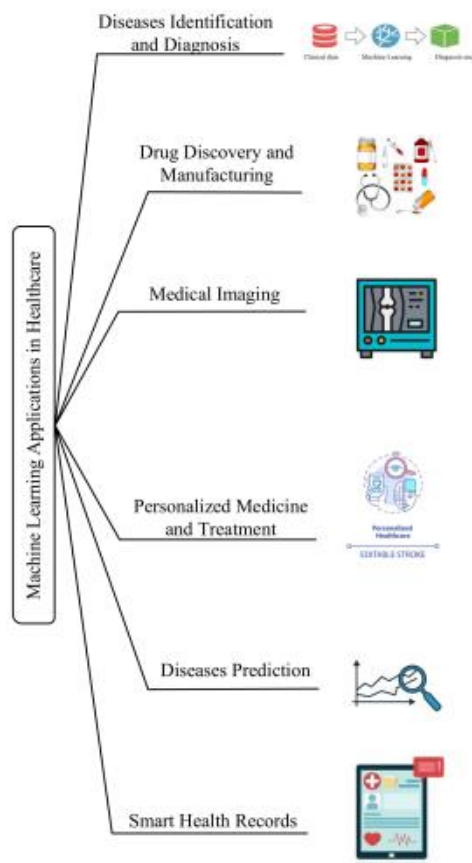 Diseases Identification
and Diagnosis
Clinical data
Machine Learning
Drug Discovery and
Manufacturing
Medical Imaging
Machine Learning Applications in Healthcare
Personalized Medicine
and Treatment
Personalized
Healthcare
EDITABLE STROKE
Diseases Prediction
Smart Health Records